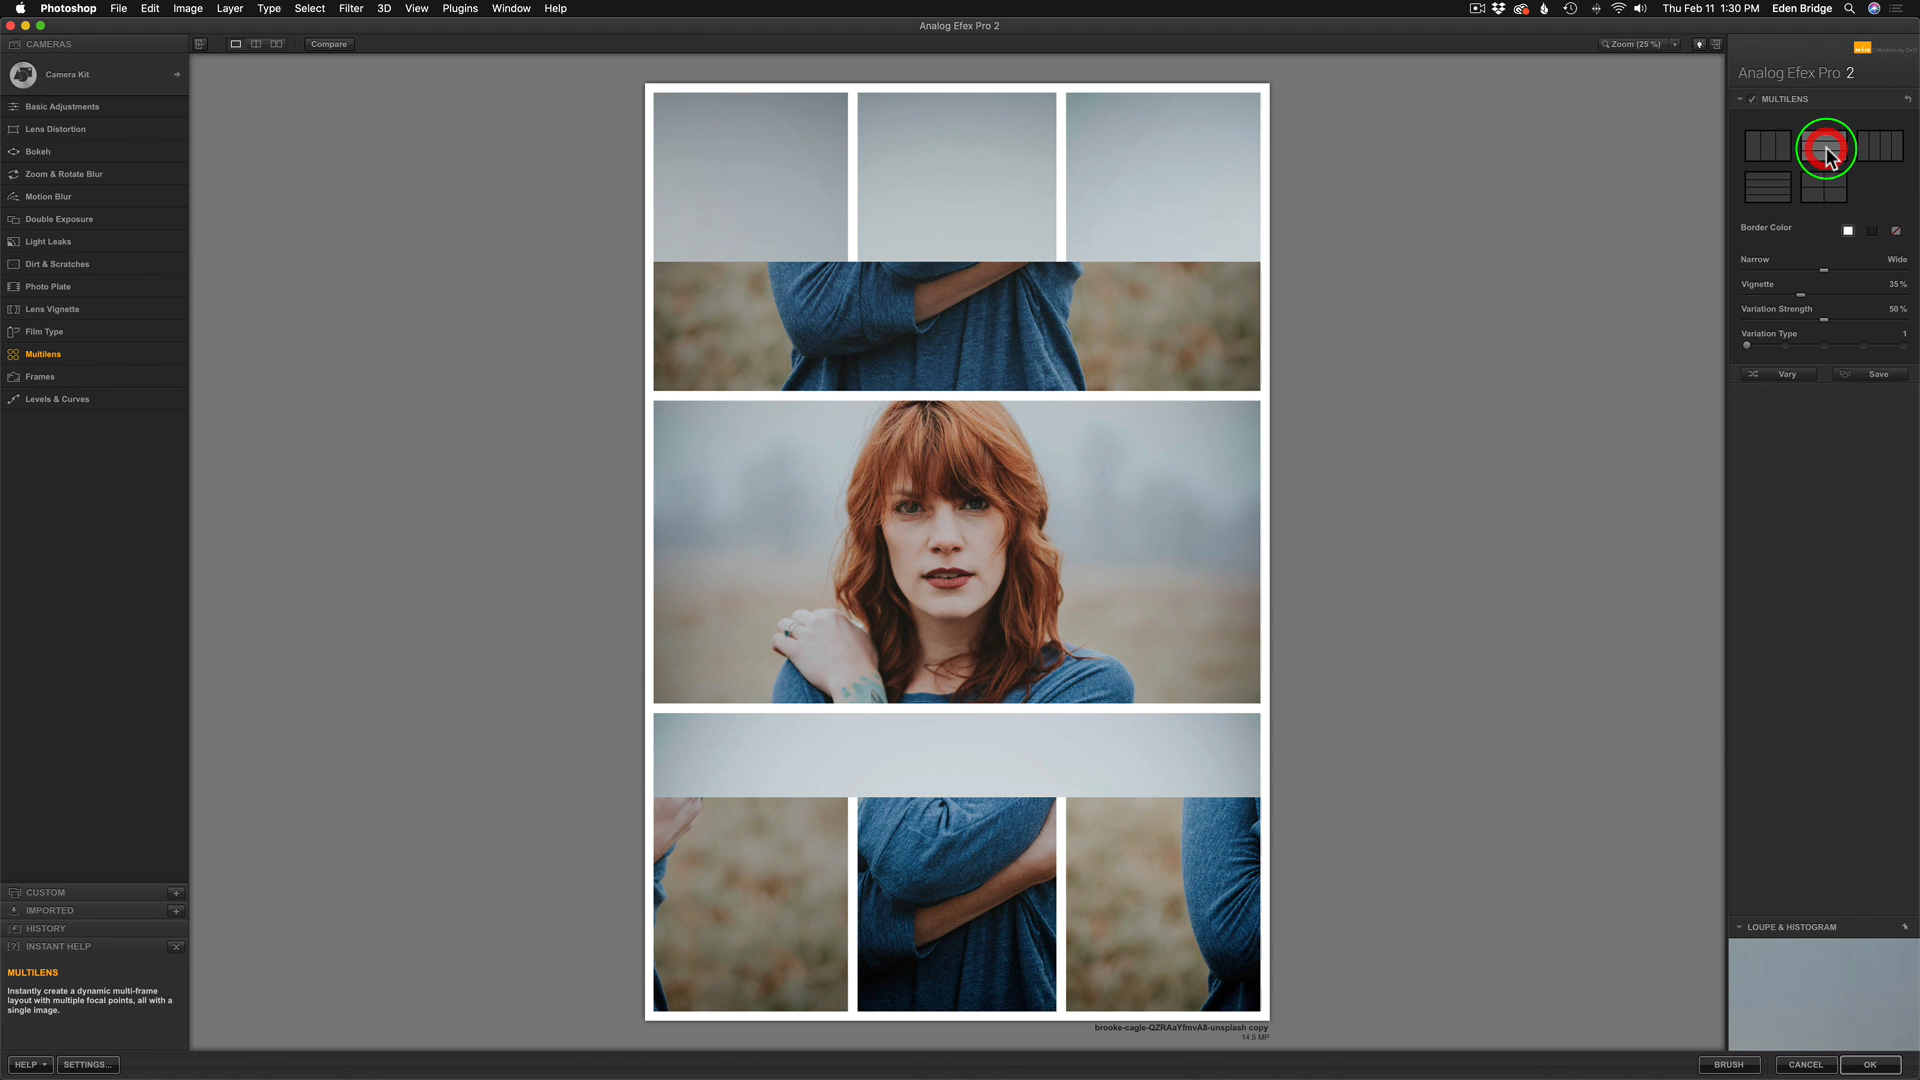 Photoshop File Edit Image Layer Type Select Filter 3D View Plugins Window Help
Thu Feb 11 1:30 PM Eden Bridge
Analog Efex Pro 2
CAMERAS
Compare
Zoom (25 %)
Camera Kit
Basic Adjustments
Lens Distortion
Bokeh
Zoom & Rotate Blur
Motion Blur
Double Exposure
Light Leaks
Dirt & Scratches
Photo Plate
Lens Vignette
Film Type
Multilens
Frames
Levels & Curves
CUSTOM
IMPORTED
HISTORY
INSTANT HELP
MULTILENS
Instantly create a dynamic multi-frame
layout with multiple focal points, all with a
single image.
HELP
SETTINGS...
brooke-cagle-QZRAaYfmvA8-unsplash copy
14.5 MP
Collection by DxO
Analog Efex Pro 2
MULTILENS
Border Color
Narrow Wide
Vignette 35 %
Variation Strength 50 %
Variation Type 1
Vary Save
LOUPE & HISTOGRAM
BRUSH
CANCEL
OK